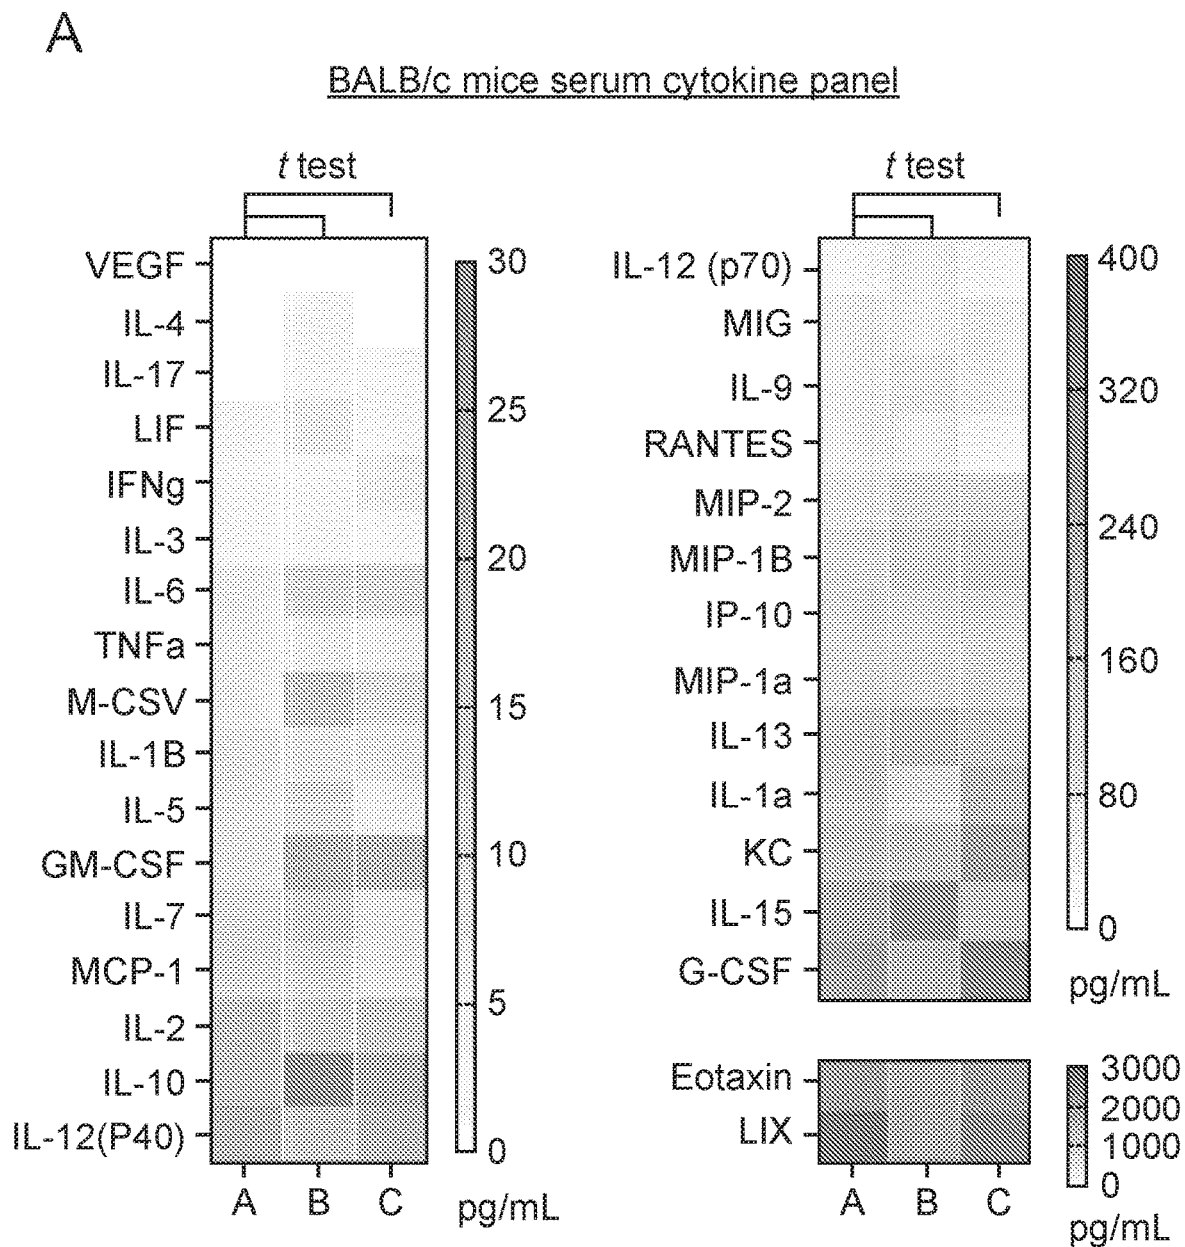 A
BALB/c mice serum cytokine panel
t test
VEGF
IL-4
IL-17
LIF
IFNg
IL-3
IL-6
TNFa
M-CSV
IL-1B
IL-5
GM-CSF
IL-7
MCP-1
IL-2
IL-10
IL-12(P40)
A B C
30
25
20
15
10
5
0
pg/mL
t test
IL-12 (p70)
MIG
IL-9
RANTES
MIP-2
MIP-1B
IP-10
MIP-1a
IL-13
IL-1a
KC
IL-15
G-CSF
400
320
240
160
80
0
pg/mL
Eotaxin
LIX
A B C
3000
2000
1000
0
pg/mL